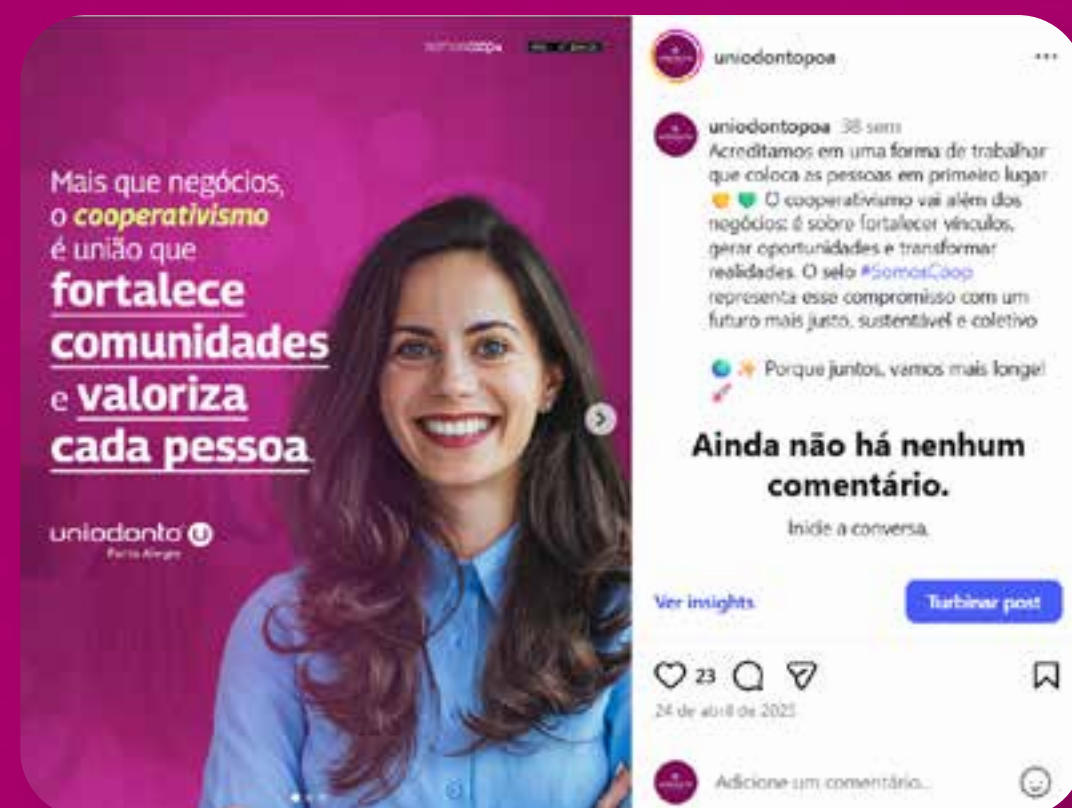 somoscoop
Mais que negócios,
o cooperativismo
é união que
fortalece
comunidades
e valoriza
cada pessoa
uniodonto
Porto Alegre
uniodontopoa
uniodontopoa 38 sem
Acreditamos em uma forma de trabalhar
que coloca as pessoas em primeiro lugar
O cooperativismo vai além dos
negócios: é sobre fortalecer vínculos,
gerar oportunidades e transformar
realidades. O selo #SomosCoop
representa esse compromisso com um
futuro mais justo, sustentável e coletivo
Porque juntos, vamos mais longe!
Ainda não há nenhum
comentário.
Inicie a conversa.
Ver insights
Turbinar post
23
24 de abril de 2025
Adicione um comentário...